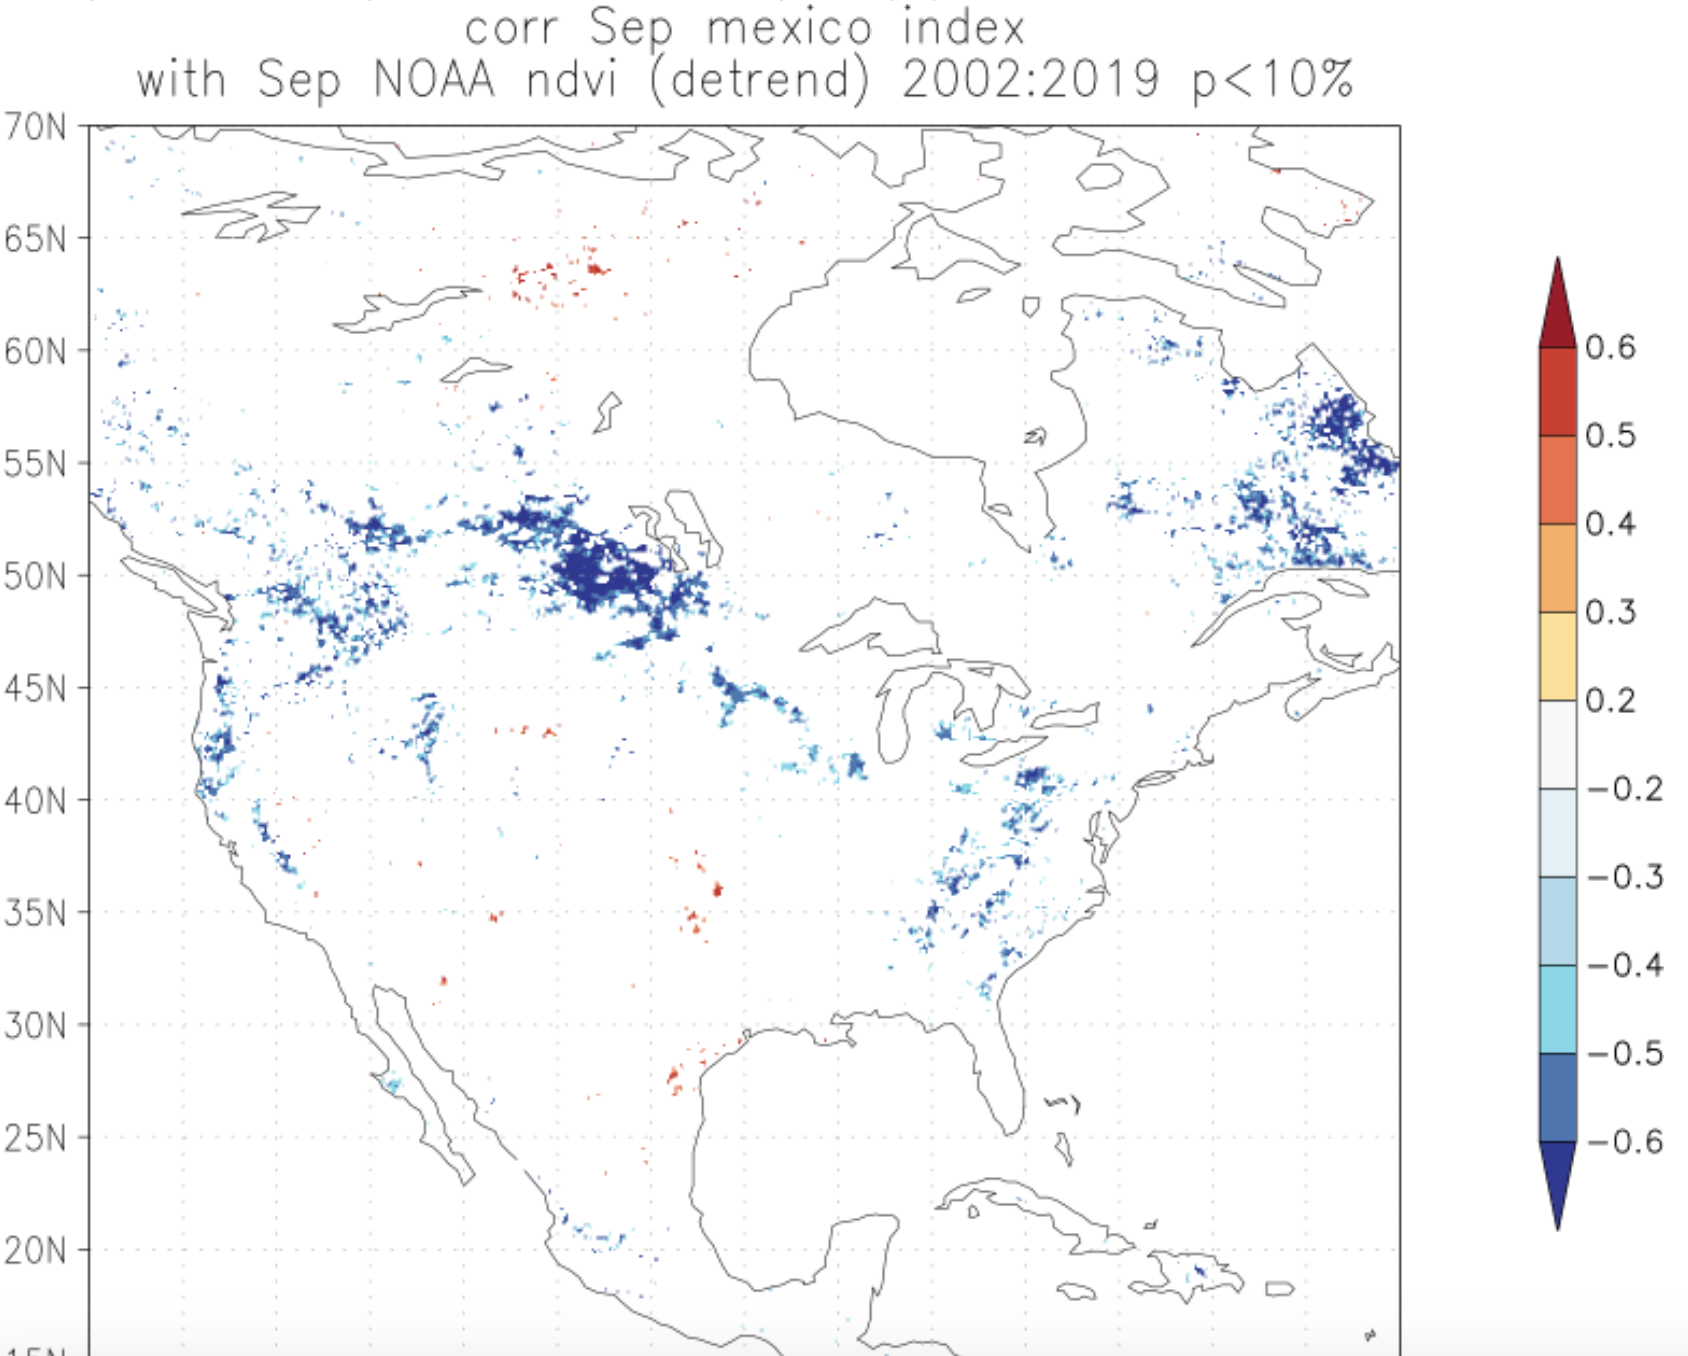 corr Sep mexico index
with Sep NOAA ndvi (detrend) 2002:2019 p<10%
70N
65N
60N
55N
50N
45N
40N
35N
30N
25N
20N
15N
0.6
0.5
0.4
0.3
0.2
−0.2
−0.3
−0.4
−0.5
−0.6